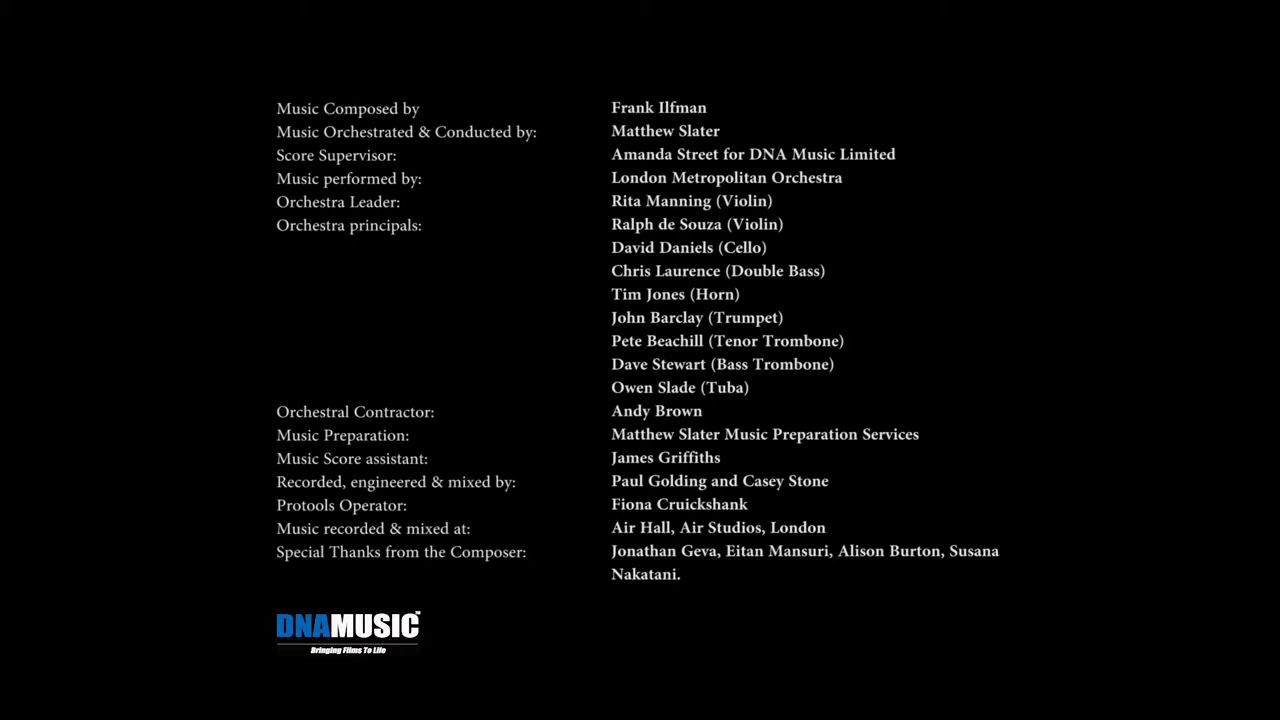 Music Composed by Frank Ilfman
Music Orchestrated & Conducted by: Matthew Slater
Score Supervisor: Amanda Street for DNA Music Limited
Music performed by: London Metropolitan Orchestra
Orchestra Leader: Rita Manning (Violin)
Orchestra principals: Ralph de Souza (Violin)
David Daniels (Cello)
Chris Laurence (Double Bass)
Tim Jones (Horn)
John Barclay (Trumpet)
Pete Beachill (Tenor Trombone)
Dave Stewart (Bass Trombone)
Owen Slade (Tuba)
Orchestral Contractor: Andy Brown
Music Preparation: Matthew Slater Music Preparation Services
Music Score assistant: James Griffiths
Recorded, engineered & mixed by: Paul Golding and Casey Stone
Protools Operator: Fiona Cruickshank
Music recorded & mixed at: Air Hall, Air Studios, London
Special Thanks from the Composer: Jonathan Geva, Eitan Mansuri, Alison Burton, Susana
Nakatani.
DNAMUSIC™
Bringing Films To Life